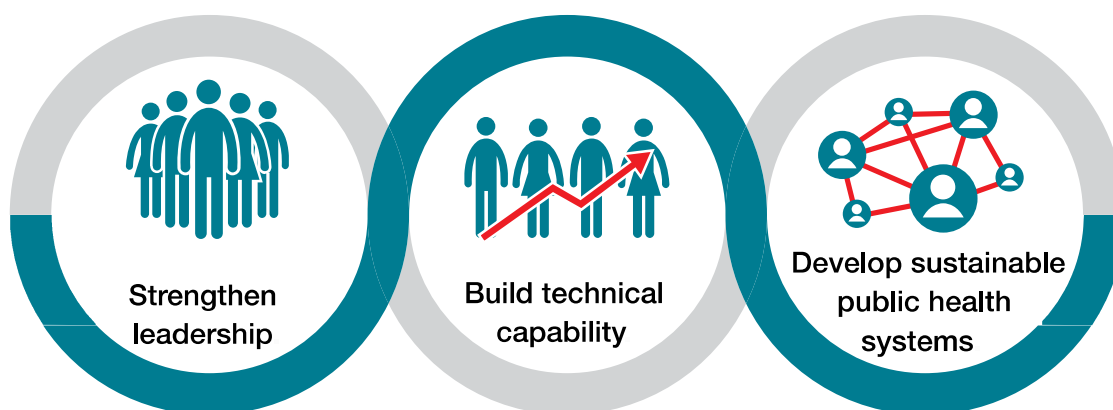 Strengthen
leadership
Build technical
capability
Develop sustainable
public health
systems